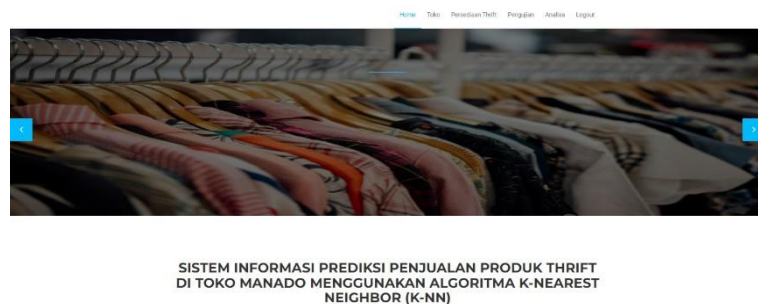 Home Toko Persediaan Thrift Pengujian Analisa Logout
SISTEM INFORMASI PREDIKSI PENJUALAN PRODUK THRIFT
DI TOKO MANADO MENGGUNAKAN ALGORITMA K-NEAREST
NEIGHBOR (K-NN)